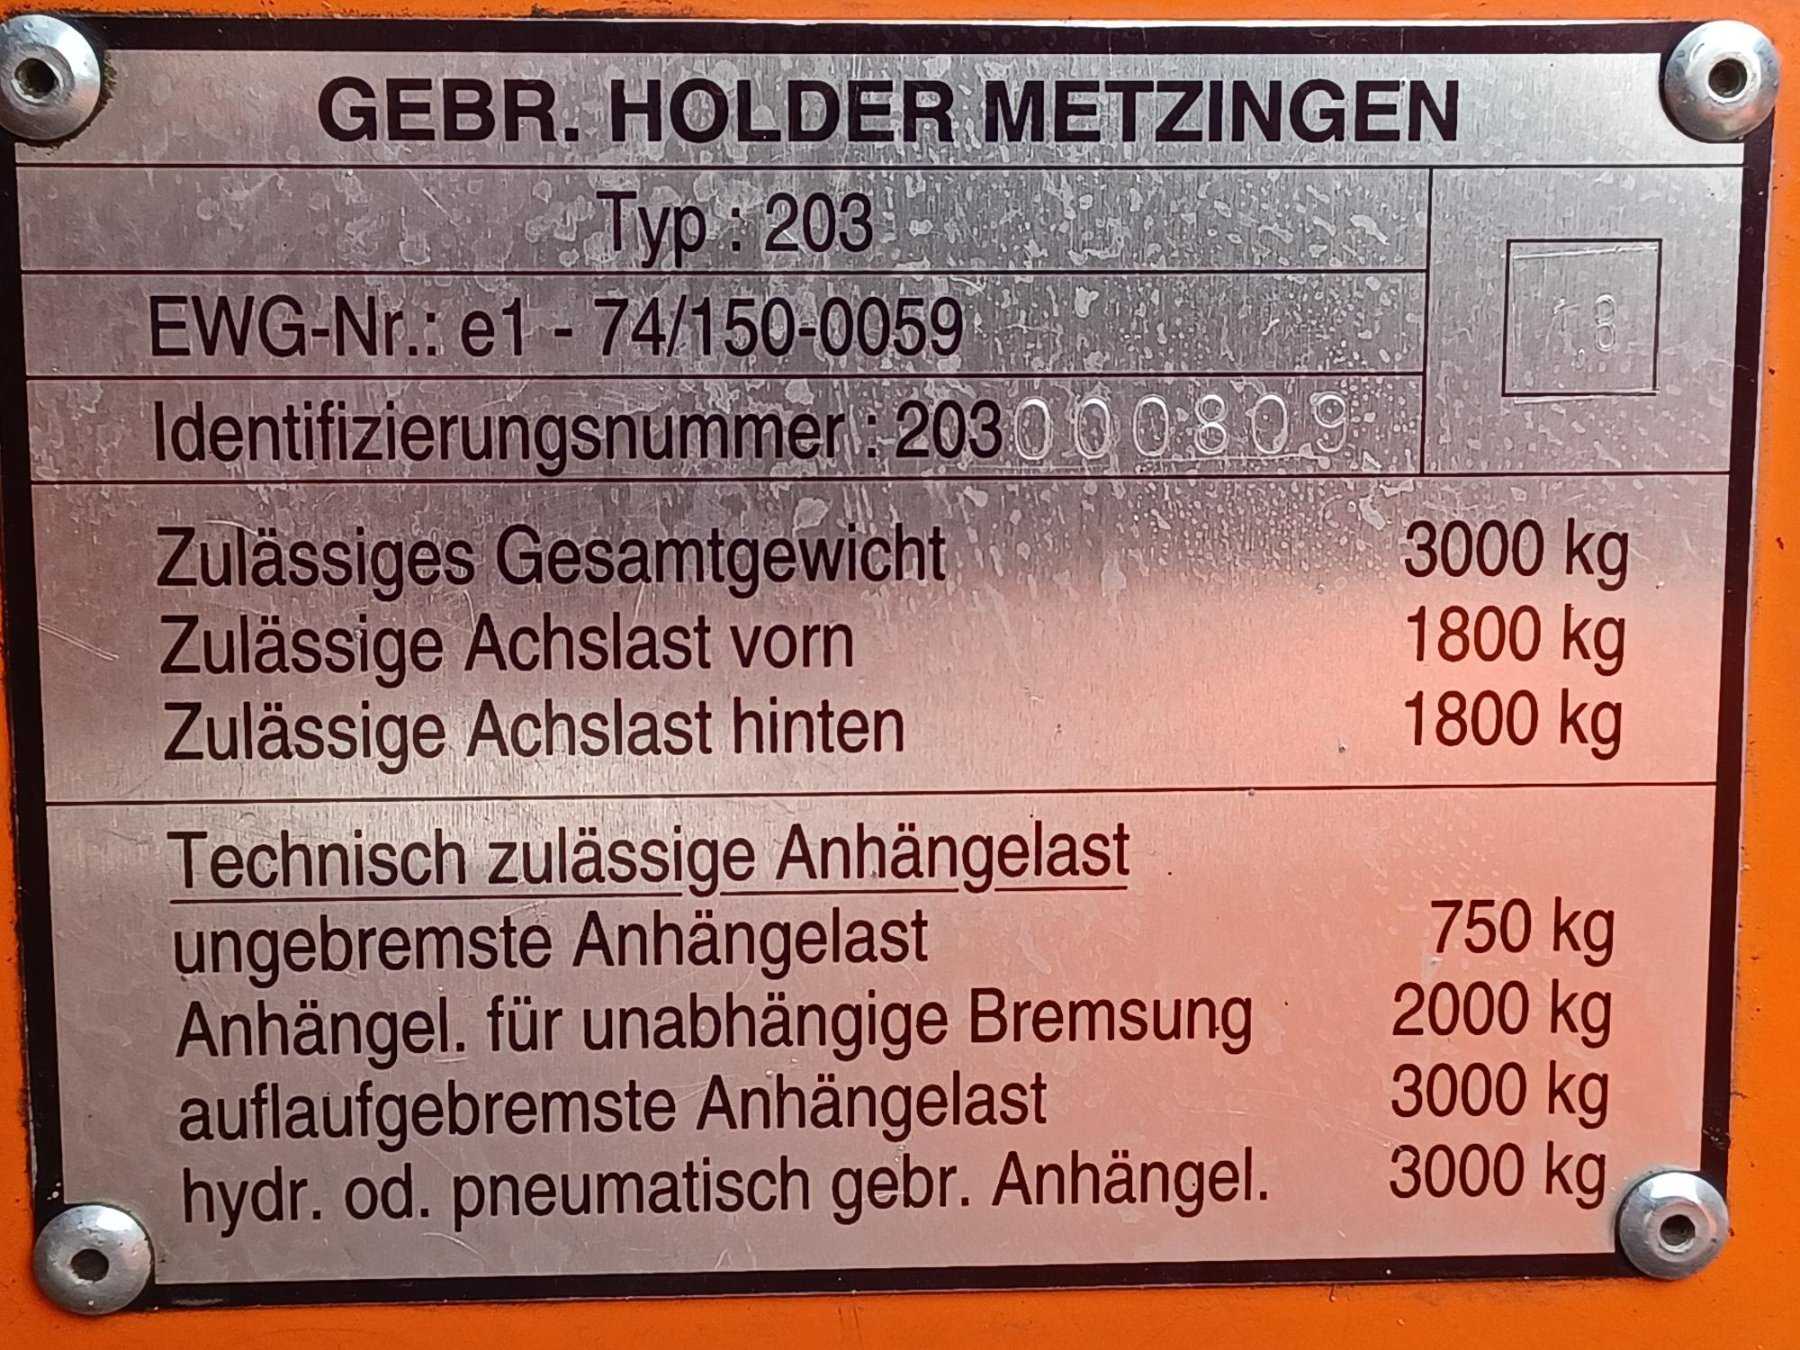 GEBR. HOLDER METZINGEN
Typ : 203
EWG-Nr.: e1 - 74/150-0059
Identifizierungsnummer : 203000809
Zulässiges Gesamtgewicht 3000 kg
Zulässige Achslast vorn 1800 kg
Zulässige Achslast hinten 1800 kg
Technisch zulässige Anhängelast
ungebremste Anhängelast 750 kg
Anhängel. für unabhängige Bremsung 2000 kg
auflaufgebremste Anhängelast 3000 kg
hydr. od. pneumatisch gebr. Anhängel. 3000 kg